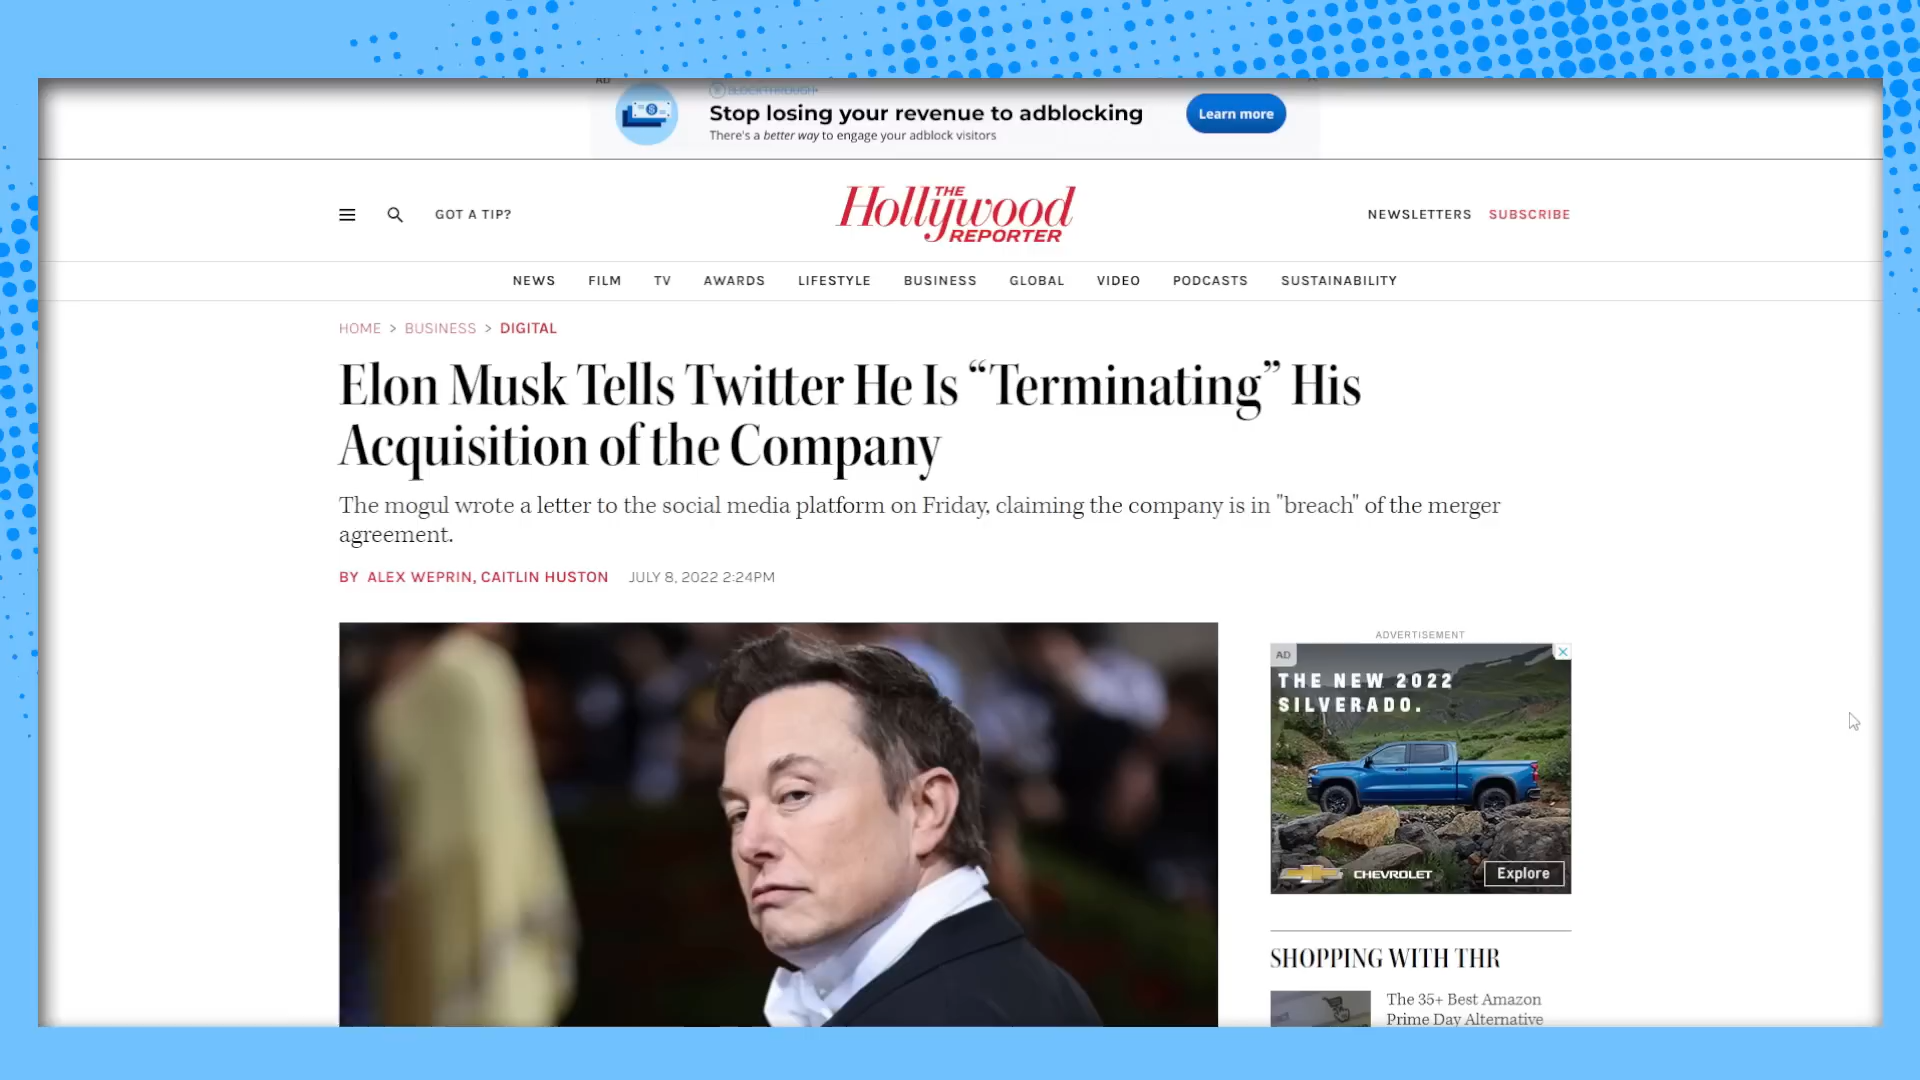 AD
BLOCKTHROUGH
Stop losing your revenue to adblocking
There's a better way to engage your adblock visitors
Learn more
GOT A TIP?
THE
Hollywood
REPORTER
NEWSLETTERS SUBSCRIBE
NEWS FILM TV AWARDS LIFESTYLE BUSINESS GLOBAL VIDEO PODCASTS SUSTAINABILITY
HOME > BUSINESS > DIGITAL
Elon Musk Tells Twitter He Is “Terminating” His
Acquisition of the Company
The mogul wrote a letter to the social media platform on Friday, claiming the company is in "breach" of the merger
agreement.
BY ALEX WEPRIN, CAITLIN HUSTON JULY 8, 2022 2:24PM
ADVERTISEMENT
AD
THE NEW 2022
SILVERADO.
CHEVROLET
Explore
SHOPPING WITH THR
The 35+ Best Amazon
Prime Day Alternative